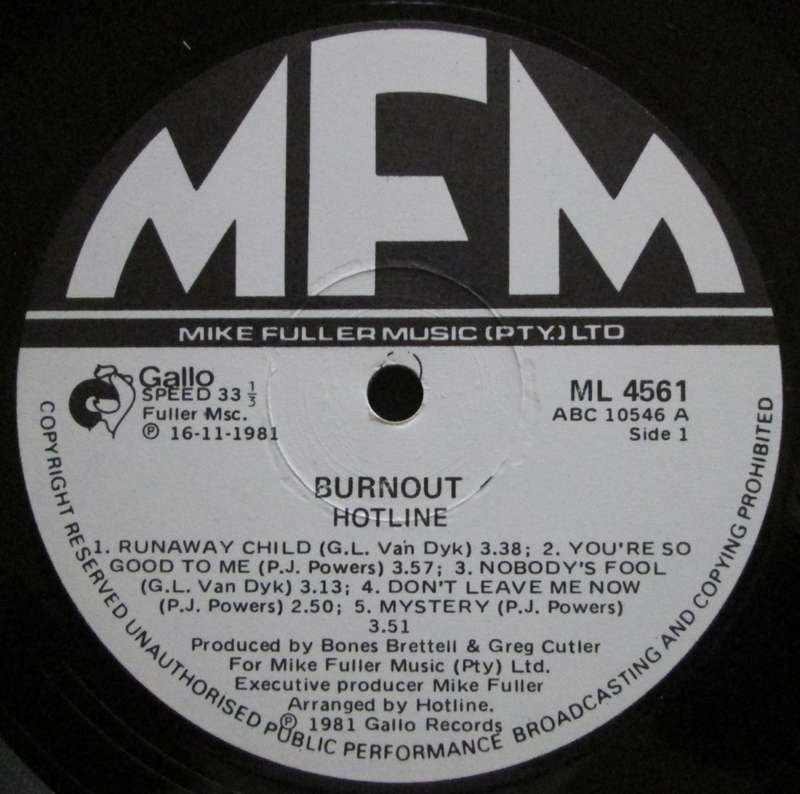 MFM
MIKE FULLER MUSIC (PTY.) LTD
Gallo
SPEED 33 1/3
Fuller Msc.
℗ 16-11-1981
ML 4561
ABC 10546 A
Side 1
BURNOUT
HOTLINE
1. RUNAWAY CHILD (G.L. Van Dyk) 3.38; 2. YOU'RE SO
GOOD TO ME (P.J. Powers) 3.57; 3. NOBODY'S FOOL
(G.L. Van Dyk) 3.13; 4. DON'T LEAVE ME NOW
(P.J. Powers) 2.50; 5. MYSTERY (P.J. Powers)
3.51
Produced by Bones Brettell & Greg Cutler
For Mike Fuller Music (Pty) Ltd.
Executive producer Mike Fuller
Arranged by Hotline.
℗ 1981 Gallo Records
COPYRIGHT RESERVED UNAUTHORISED PUBLIC PERFORMANCE BROADCASTING AND COPYING PROHIBITED